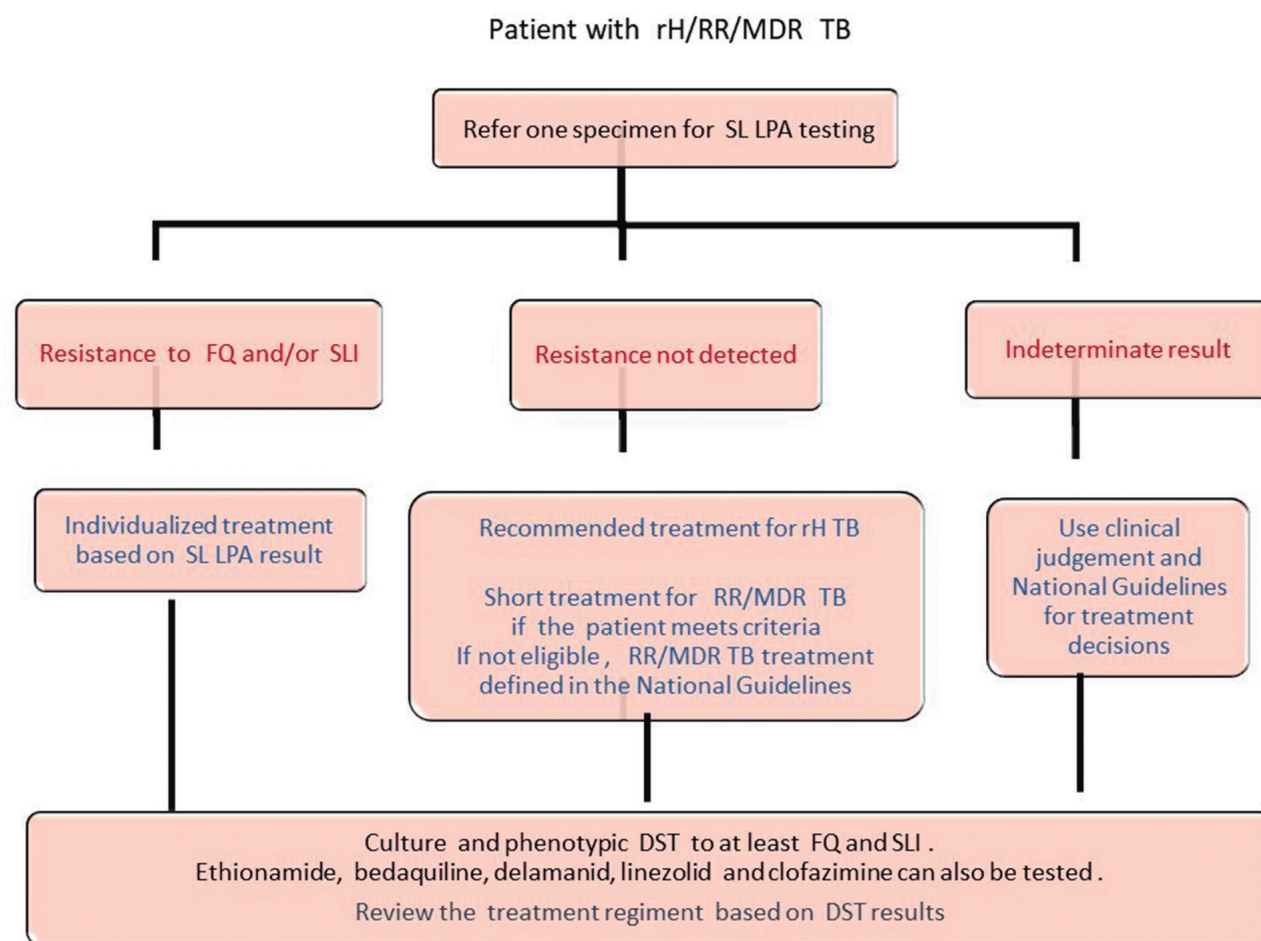 Patient with rH/RR/MDR TB
Refer one specimen for SL LPA testing
Resistance to FQ and/or SLI
Resistance not detected
Indeterminate result
Individualized treatment
based on SL LPA result
Recommended treatment for rH TB
Short treatment for RR/MDR TB
if the patient meets criteria
If not eligible, RR/MDR TB treatment
defined in the National Guidelines
Use clinical
judgement and
National Guidelines
for treatment
decisions
Culture and phenotypic DST to at least FQ and SLI.
Ethionamide, bedaquiline, delamanid, linezolid and clofazimine can also be tested.
Review the treatment regiment based on DST results